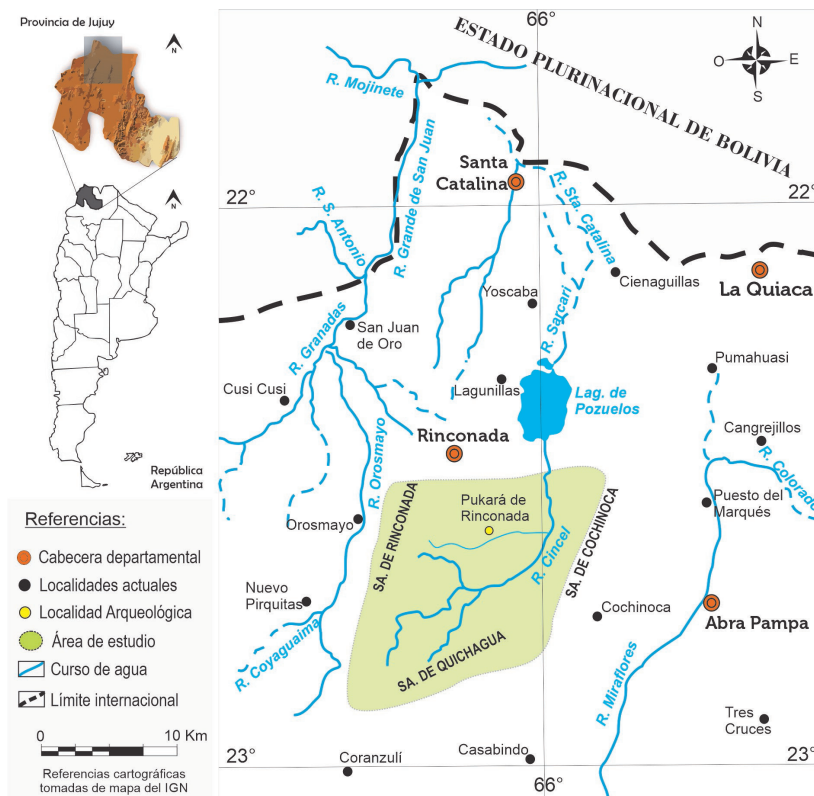 Provincia de Jujuy
N
N
República
Argentina
Referencias:
Cabecera departamental
Localidades actuales
Localidad Arqueológica
Área de estudio
Curso de agua
Límite internacional
0
10 Km
Referencias cartográficas
tomadas de mapa del IGN
66°
ESTADO PLURINACIONAL DE BOLIVIA
N
O
E
S
R. Mojinete
Santa
Catalina
22°
22°
R. S. Antonio
R. Grande de San Juan
R. Sta. Catalina
Cienaguillas
La Quiaca
Yoscaba
R. Sarcari
San Juan
de Oro
R. Granadas
Pumahuasi
Cusi Cusi
Lagunillas
Lag. de
Pozuelos
Rinconada
Cangrejillos
R. Colorado
R. Orosmayo
SA. DE RINCONADA
Pukará de
Rinconada
SA. DE COCHINOCA
Puesto del
Marqués
Orosmayo
R. Cincel
Nuevo
Pirquitas
Cochinoca
Abra Pampa
R. Coyaguaima
SA. DE QUICHAGUA
R. Miraflores
Tres
Cruces
23°
Coranzulí
Casabindo
23°
66°